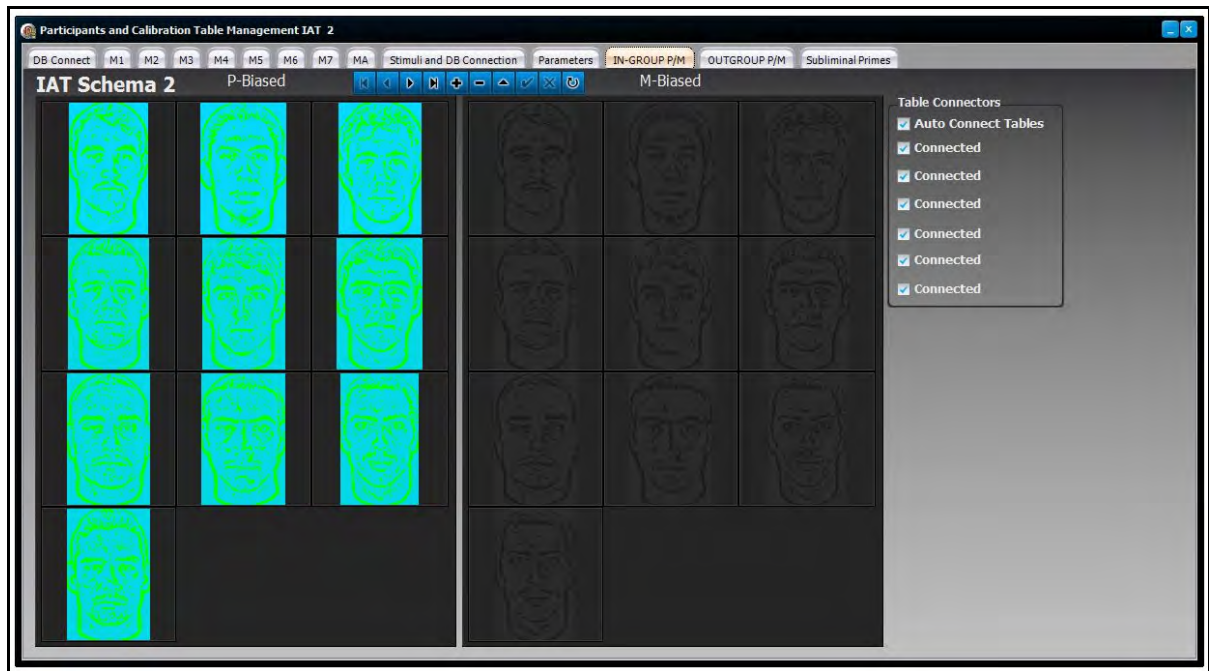 Participants and Calibration Table Management IAT 2
DB Connect M1 M2 M3 M4 M5 M6 M7 MA Stimuli and DB Connection Parameters IN-GROUP P/M OUTGROUP P/M Subliminal Primes
IAT Schema 2 P-Biased M-Biased
Table Connectors
Auto Connect Tables
Connected
Connected
Connected
Connected
Connected
Connected